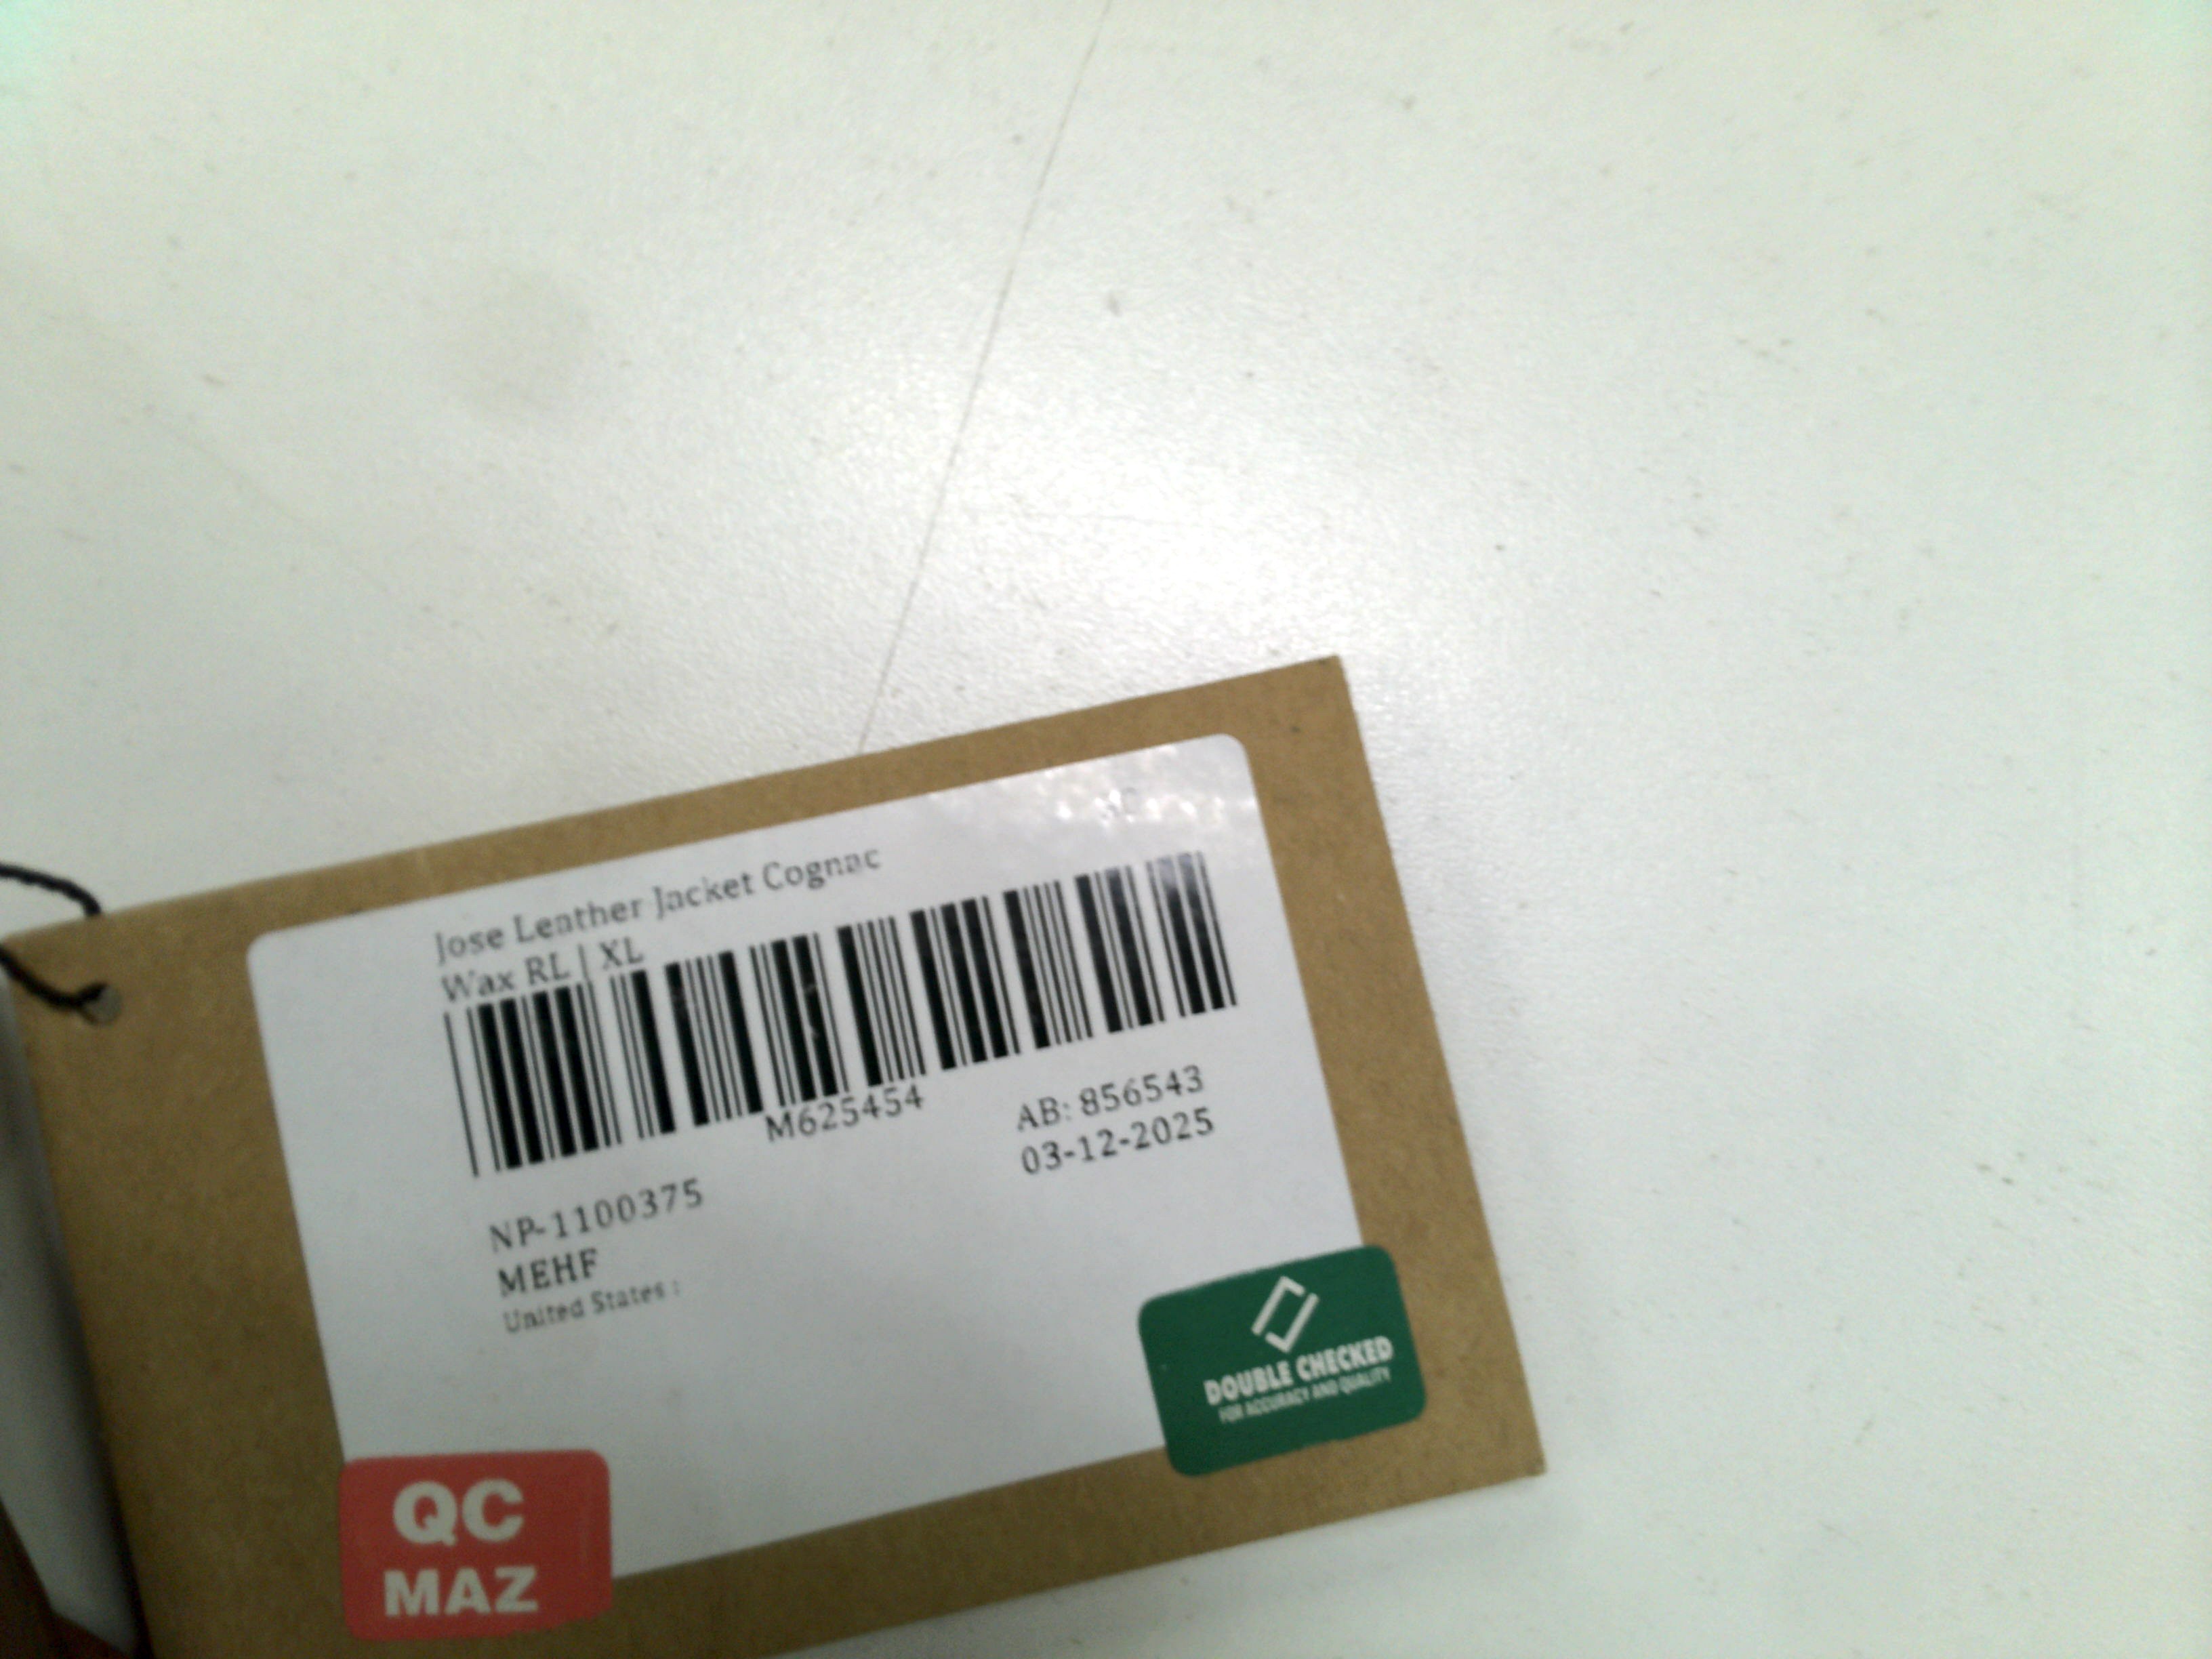 Jose Leather Jacket Cognac
Wax RL | XL
M625454
AB: 856543
03-12-2025
NP-1100375
MEHF
United States :
DOUBLE CHECKED
FOR ACCURACY AND QUALITY
QC
MAZ